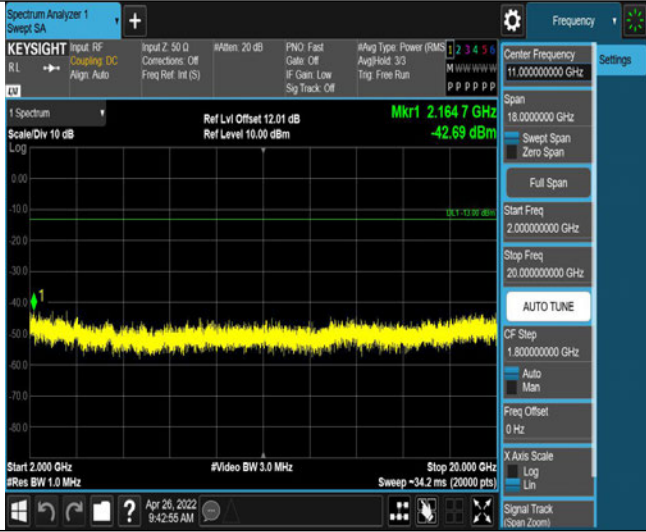 Spectrum Analyzer 1
Swept SA
Frequency
KEYSIGHT
RL
Input: RF
Coupling: DC
Align: Auto
Input Z: 50 Ω
Corrections: Off
Freq Ref: Int (S)
#Atten: 20 dB
PNO: Fast
Gate: Off
IF Gain: Low
Sig Track: Off
#Avg Type: Power (RMS
Avg|Hold: 3/3
Trig: Free Run
1 2 3 4 5 6
M W W W W W
P P P P P P
1 Spectrum
Scale/Div 10 dB
Log
Ref Lvl Offset 12.01 dB
Ref Level 10.00 dBm
Mkr1 2.164 7 GHz
-42.69 dBm
0.00
-10.0
DL1 -13.00 dBm
-20.0
-30.0
-40.0
1
-50.0
-60.0
-70.0
-80.0
Start 2.000 GHz
#Res BW 1.0 MHz
#Video BW 3.0 MHz
Stop 20.000 GHz
Sweep ~34.2 ms (20000 pts)
Apr 26, 2022
9:42:55 AM
Center Frequency
11.000000000 GHz
Settings
Span
18.0000000 GHz
Swept Span
Zero Span
Full Span
Start Freq
2.000000000 GHz
Stop Freq
20.000000000 GHz
AUTO TUNE
CF Step
1.800000000 GHz
Auto
Man
Freq Offset
0 Hz
X Axis Scale
Log
Lin
Signal Track
(Span Zoom)